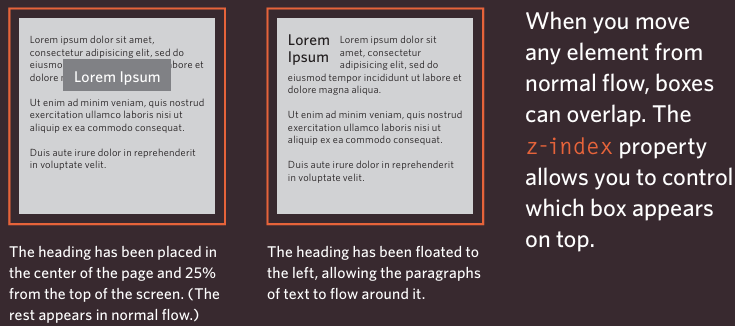 Lorem ipsum dolor sit amet,
consectetur adipisicing elit, sed do
eiusm
bore et
dolore
Lorem Ipsum
Ut enim ad minim veniam, quis nostrud
exercitation ullamco laboris nisi ut
aliquip ex ea commodo consequat.
Duis aute irure dolor in reprehenderit
in voluptate velit.
The heading has been placed in
the center of the page and 25%
from the top of the screen. (The
rest appears in normal flow.)
Lorem
Ipsum
Lorem ipsum dolor sit
amet, consectetur
adipisicing elit, sed do
eiusmod tempor incididunt ut labore et
dolore magna aliqua.
Ut enim ad minim veniam, quis nostrud
exercitation ullamco laboris nisi ut
aliquip ex ea commodo consequat.
Duis aute irure dolor in reprehenderit
in voluptate velit.
The heading has been floated to
the left, allowing the paragraphs
of text to flow around it.
When you move
any element from
normal flow, boxes
can overlap. The
z-index property
allows you to control
which box appears
on top.